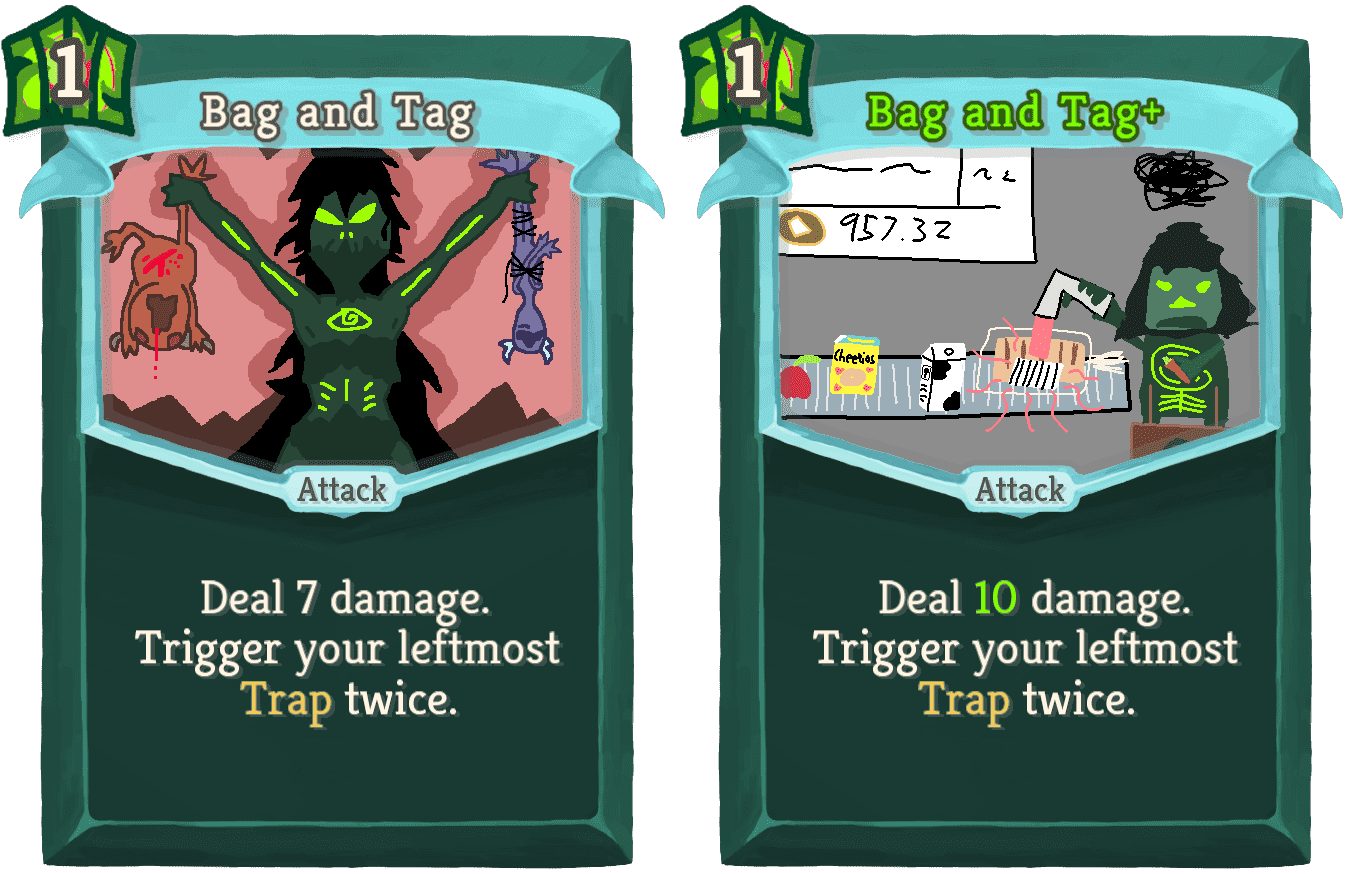 1
Bag and Tag
Attack
Deal 7 damage.
Trigger your leftmost
Trap twice.
1
Bag and Tag+
957.32
Cheetios
Attack
Deal 10 damage.
Trigger your leftmost
Trap twice.